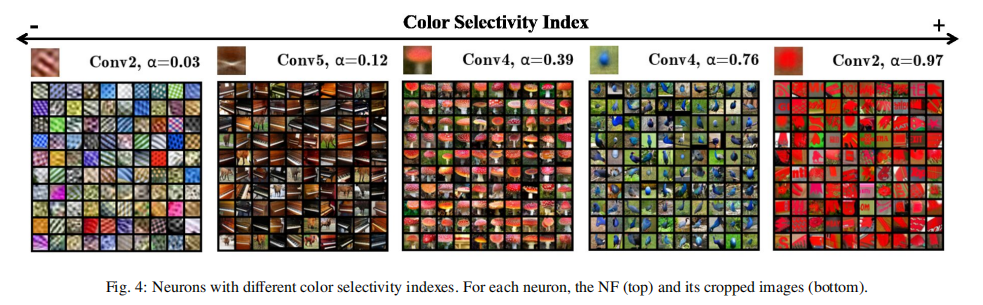 Color Selectivity Index
- +
Conv2, α=0.03 Conv5, α=0.12 Conv4, α=0.39 Conv4, α=0.76 Conv2, α=0.97
Fig. 4: Neurons with different color selectivity indexes. For each neuron, the NF (top) and its cropped images (bottom).